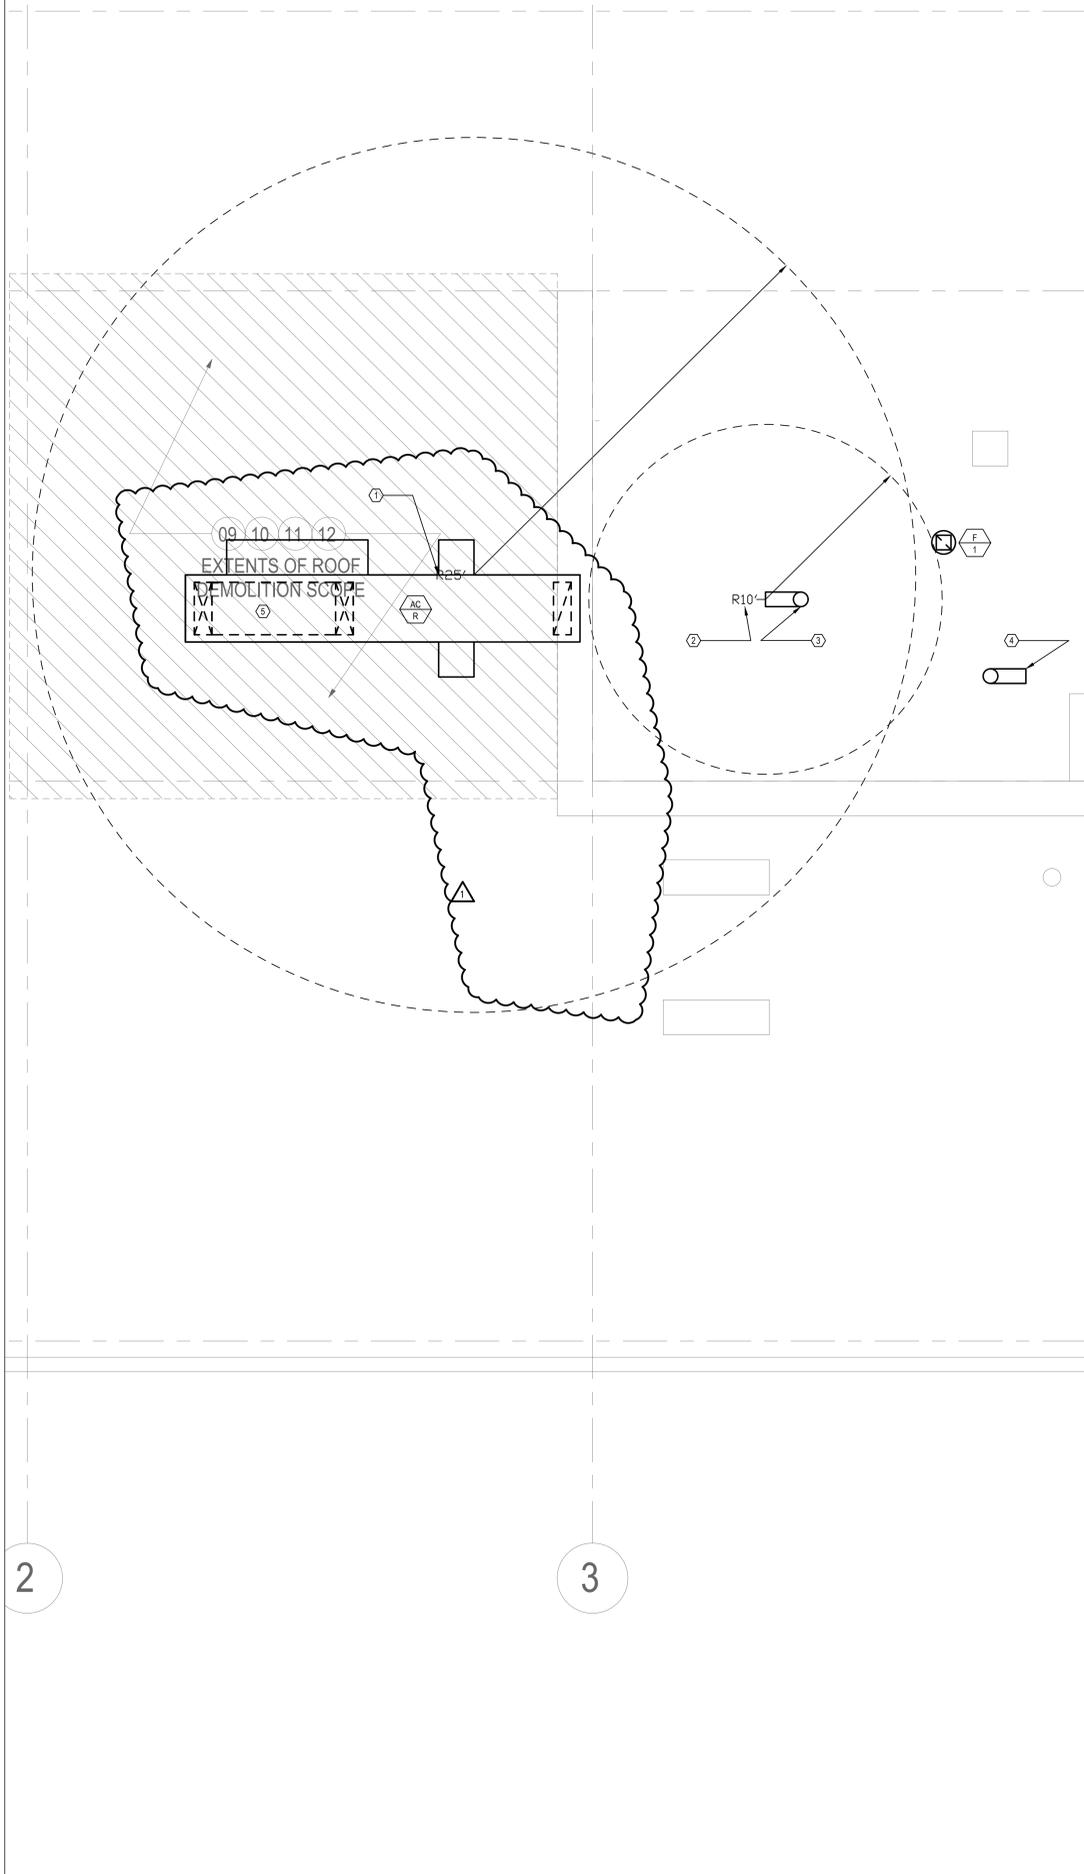 1
09 10 11 12
EXTENTS OF ROOF
R25'
DEMOLITION SCOPE
5
AC
R
F
1
R10'
2
3
4
1
2
3